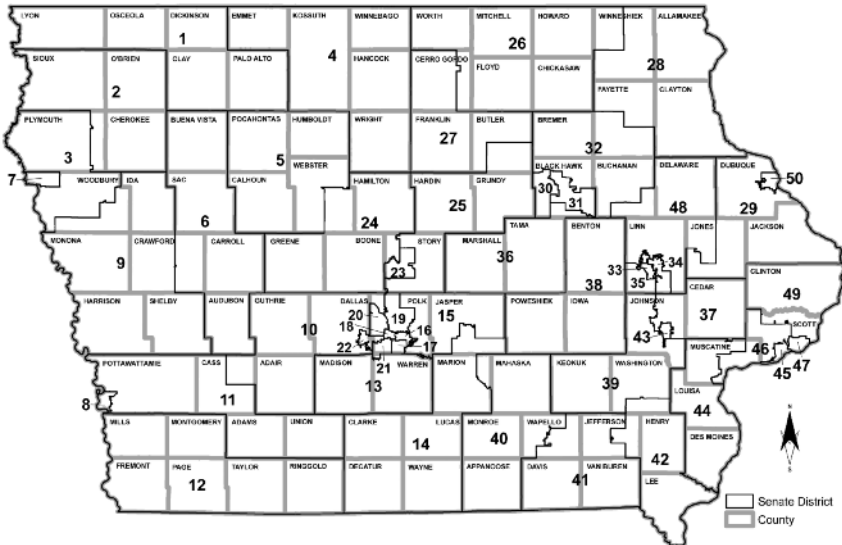 LYON OSCEOLA DICKINSON EMMET KOSSUTH WINNEBAGO WORTH MITCHELL HOWARD WINNESHIEK ALLAMAKEE
1 4 26 28
SIOUX O'BRIEN CLAY PALO ALTO HANCOCK CERRO GORDO FLOYD CHICKASAW
2
FAYETTE CLAYTON
PLYMOUTH CHEROKEE BUENA VISTA POCAHONTAS HUMBOLDT WRIGHT FRANKLIN BUTLER BREMER
3 5 27 32
WEBSTER
7 WOODBURY IDA SAC CALHOUN HAMILTON HARDIN GRUNDY BLACK HAWK BUCHANAN DELAWARE DUBUQUE 50
30 31
6 24 25 48 29
MONONA CRAWFORD CARROLL GREENE BOONE STORY MARSHALL TAMA BENTON LINN JONES JACKSON
9 23 36 38 33 34 35
CLINTON
49
HARRISON SHELBY AUDUBON GUTHRIE DALLAS POLK JASPER POWESHIEK IOWA JOHNSON CEDAR
10 20 19 15 37
18 16
22 17 43
SCOTT
MUSCATINE
46 47
45
21
POTTAWATTAMIE CASS ADAIR MADISON WARREN MARION MAHASKA KEOKUK WASHINGTON
8 11 13 39
LOUISA
44
MILLS MONTGOMERY ADAMS UNION CLARKE LUCAS MONROE WAPELLO JEFFERSON HENRY DES MOINES
14 40 42
FREMONT PAGE TAYLOR RINGGOLD DECATUR WAYNE APPANOOSE DAVIS VAN BUREN LEE
12 41
N
S
Senate District
County